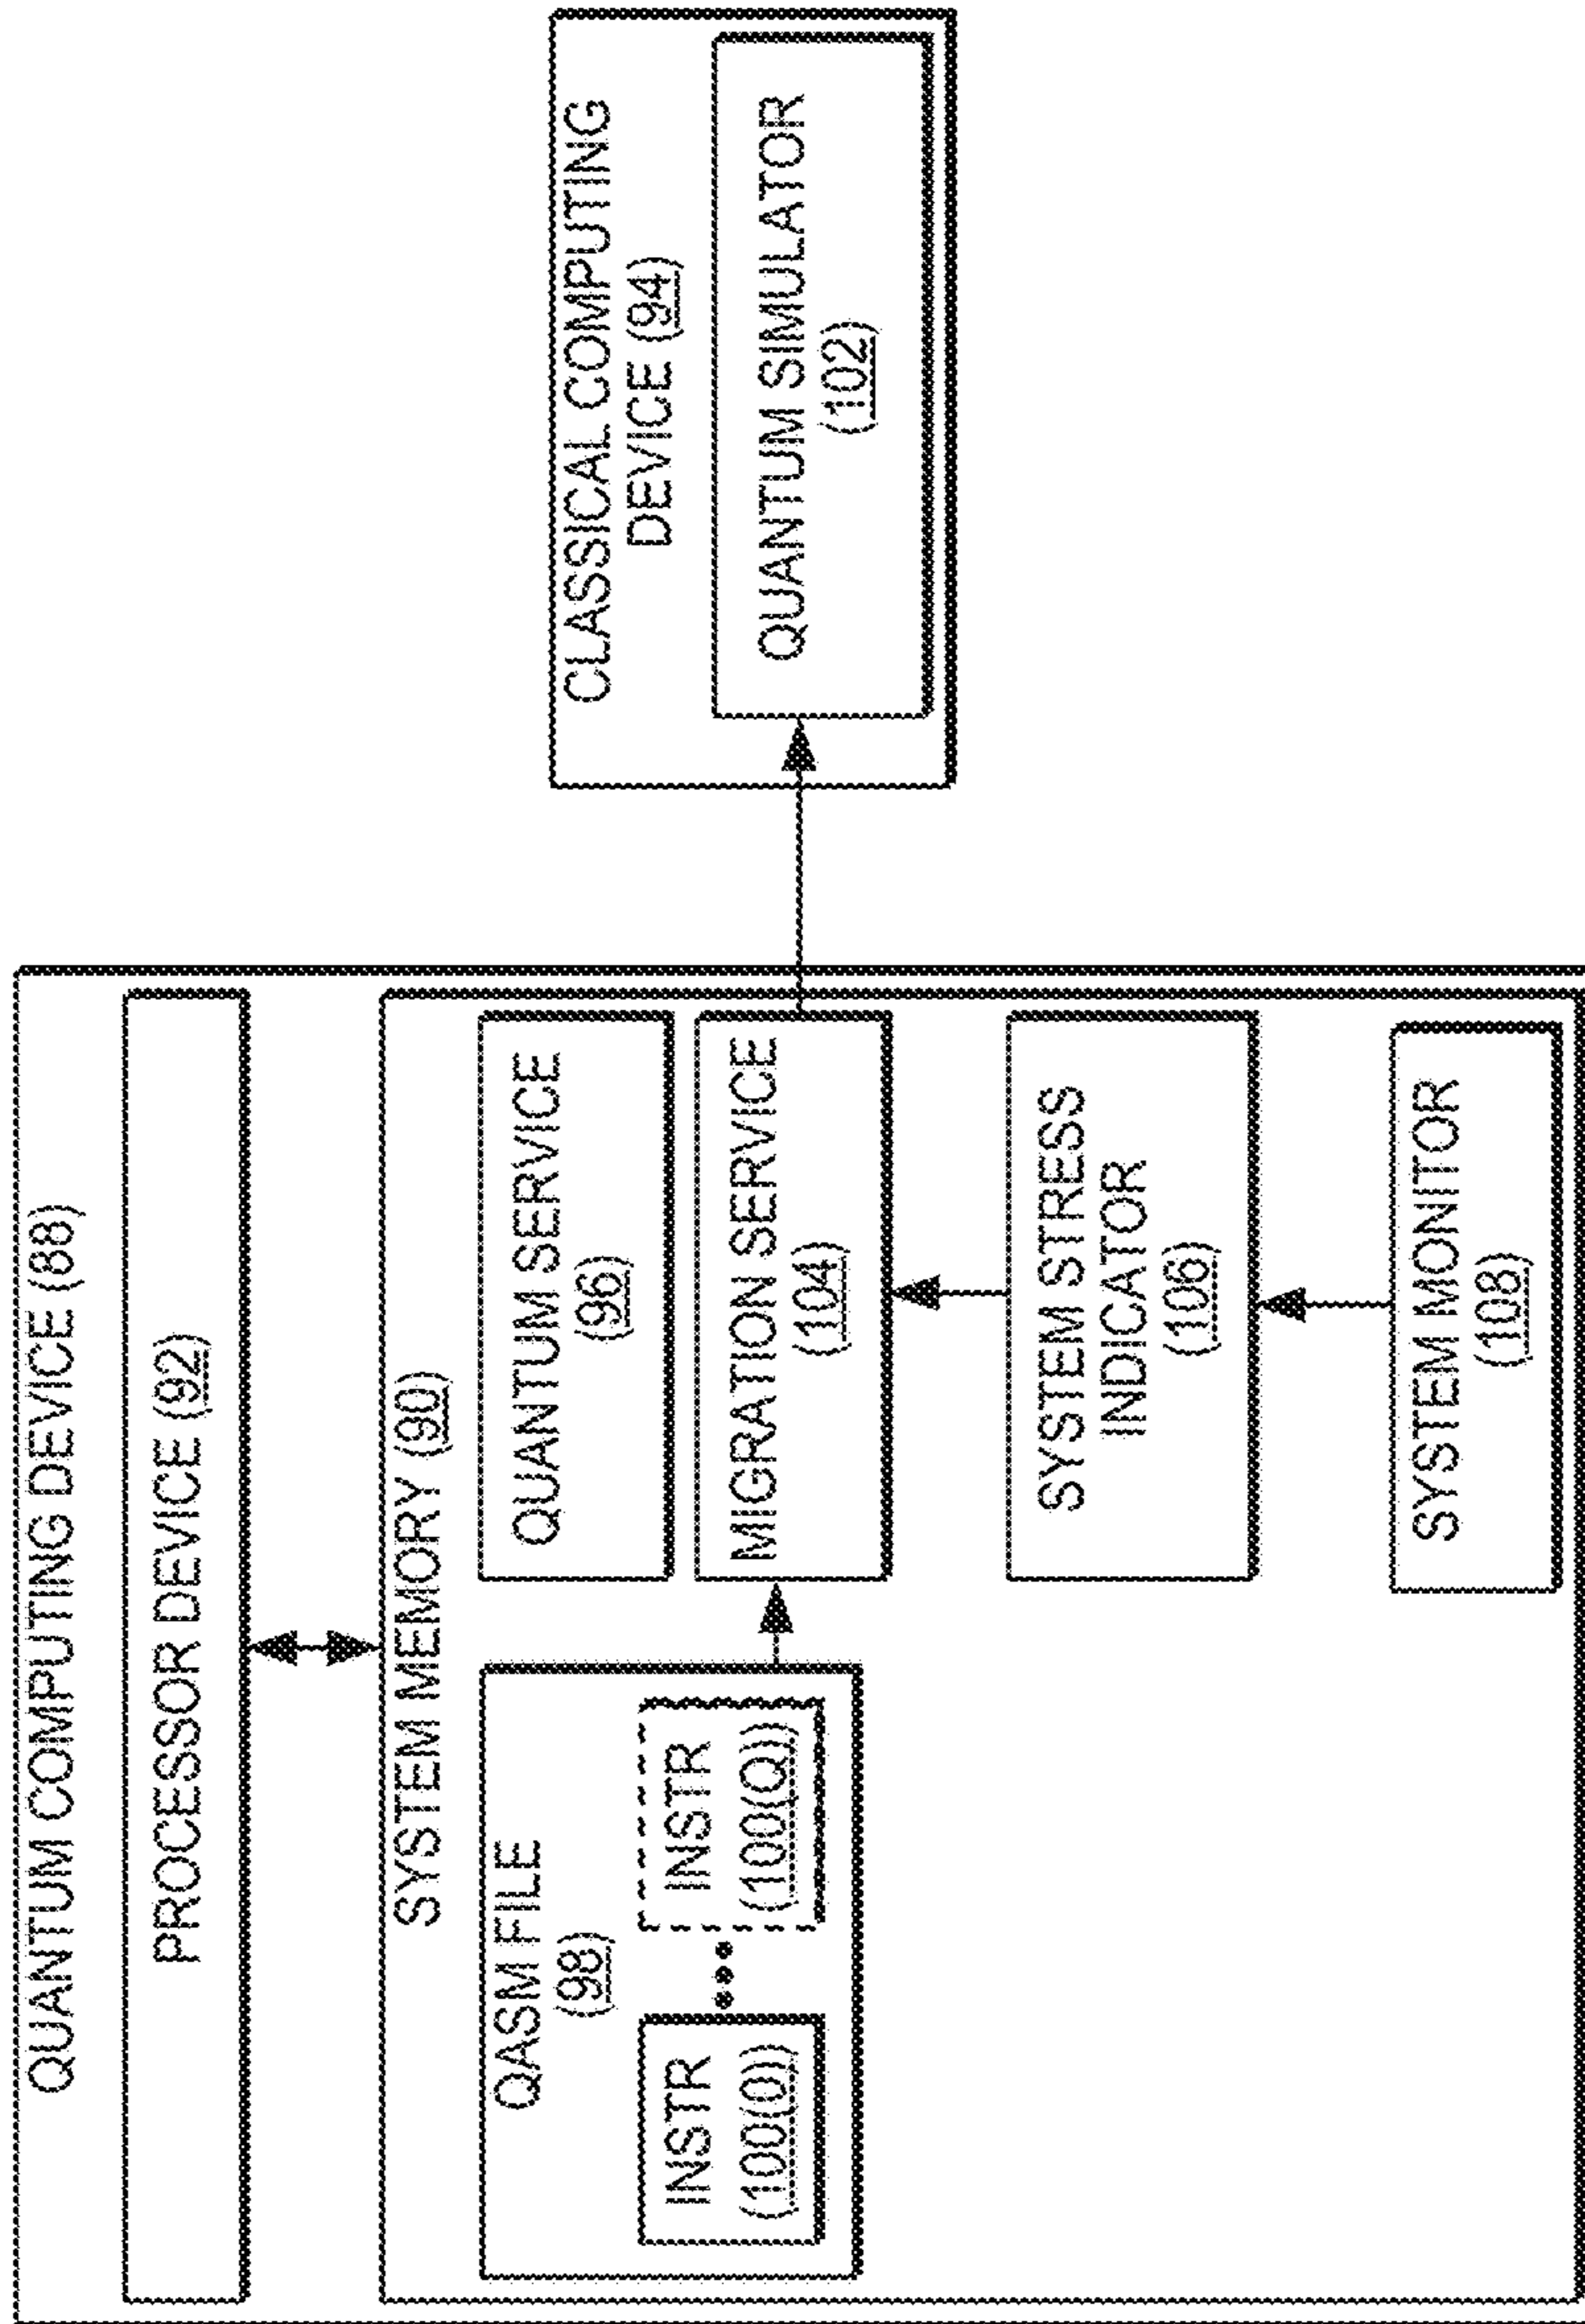 QUANTUM COMPUTING DEVICE (88)
PROCESSOR DEVICE (92)
SYSTEM MEMORY (90)
QASM FILE
(98)
INSTR
(100(0))
•••
INSTR
(100(Q))
QUANTUM SERVICE
(96)
MIGRATION SERVICE
(104)
SYSTEM STRESS
INDICATOR
(106)
SYSTEM MONITOR
(108)
CLASSICAL COMPUTING
DEVICE (94)
QUANTUM SIMULATOR
(102)